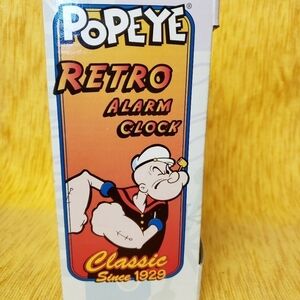 POPEYE®
RETRO
ALARM
CLOCK
Classic
Since 1929